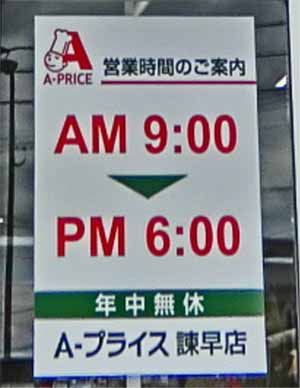 A
A-PRICE
営業時間のご案内
AM 9:00
PM 6:00
年中無休
A-プライス 諫早店